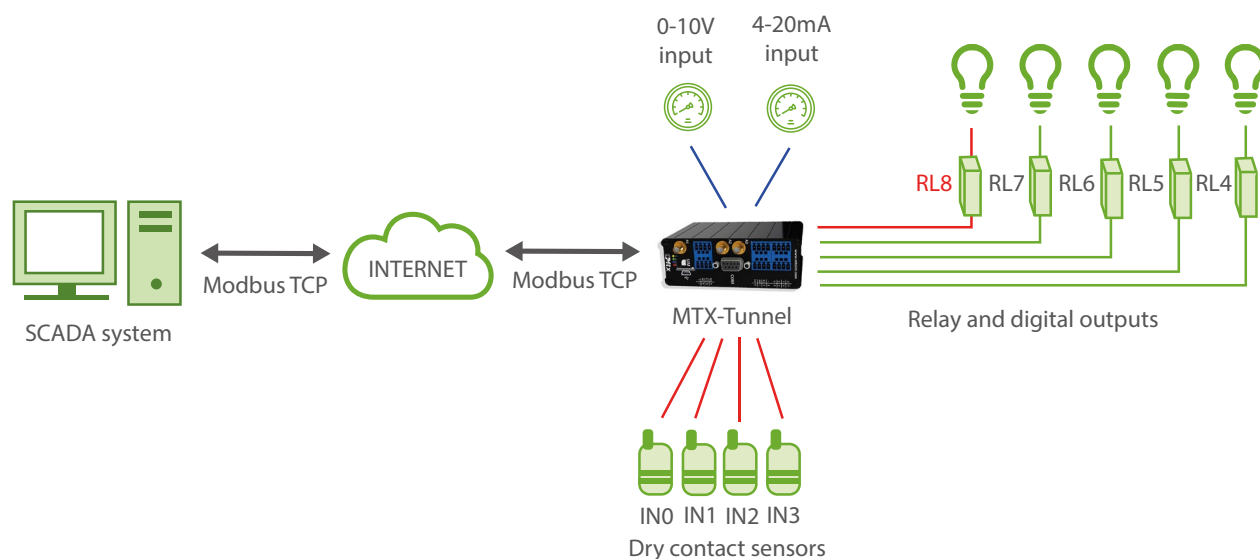 0-10V
input
4-20mA
input
RL8
RL7
RL6
RL5
RL4
INTERNET
Modbus TCP
Modbus TCP
SCADA system
MTX-Tunnel
Relay and digital outputs
IN0
IN1
IN2
IN3
Dry contact sensors